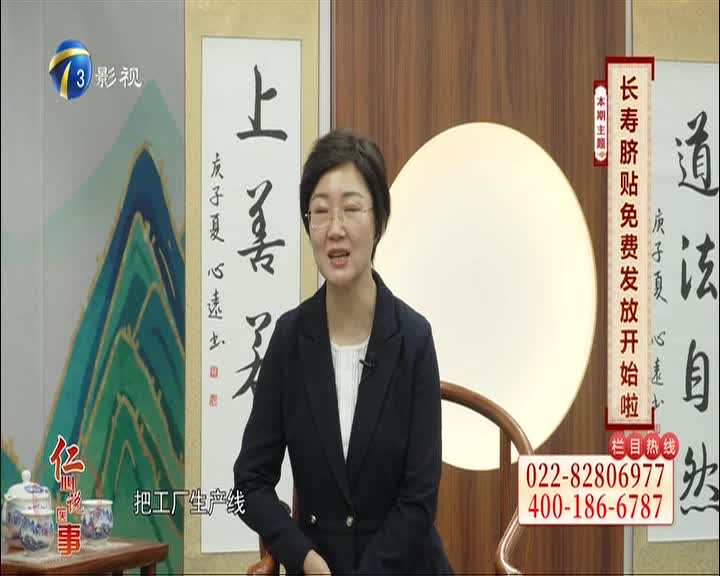 3 影视
上善若
庚子夏 心远书
道法自然
庚子夏 心远书
本期主题
长寿脐贴免费发放开始啦
栏目热线
022-82806977
400-186-6787
仁心说医事
把工厂生产线